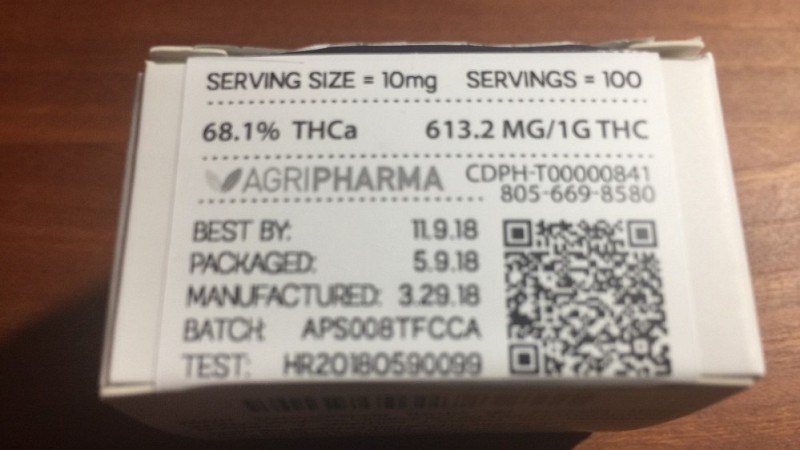 SERVING SIZE = 10mg SERVINGS = 100
68.1% THCa 613.2 MG/1G THC
AGRIPHARMA CDPH-T00000841
805-669-8580
BEST BY: 11.9.18
PACKAGED: 5.9.18
MANUFACTURED: 3.29.18
BATCH: APS008TFCCA
TEST: HR20180590099